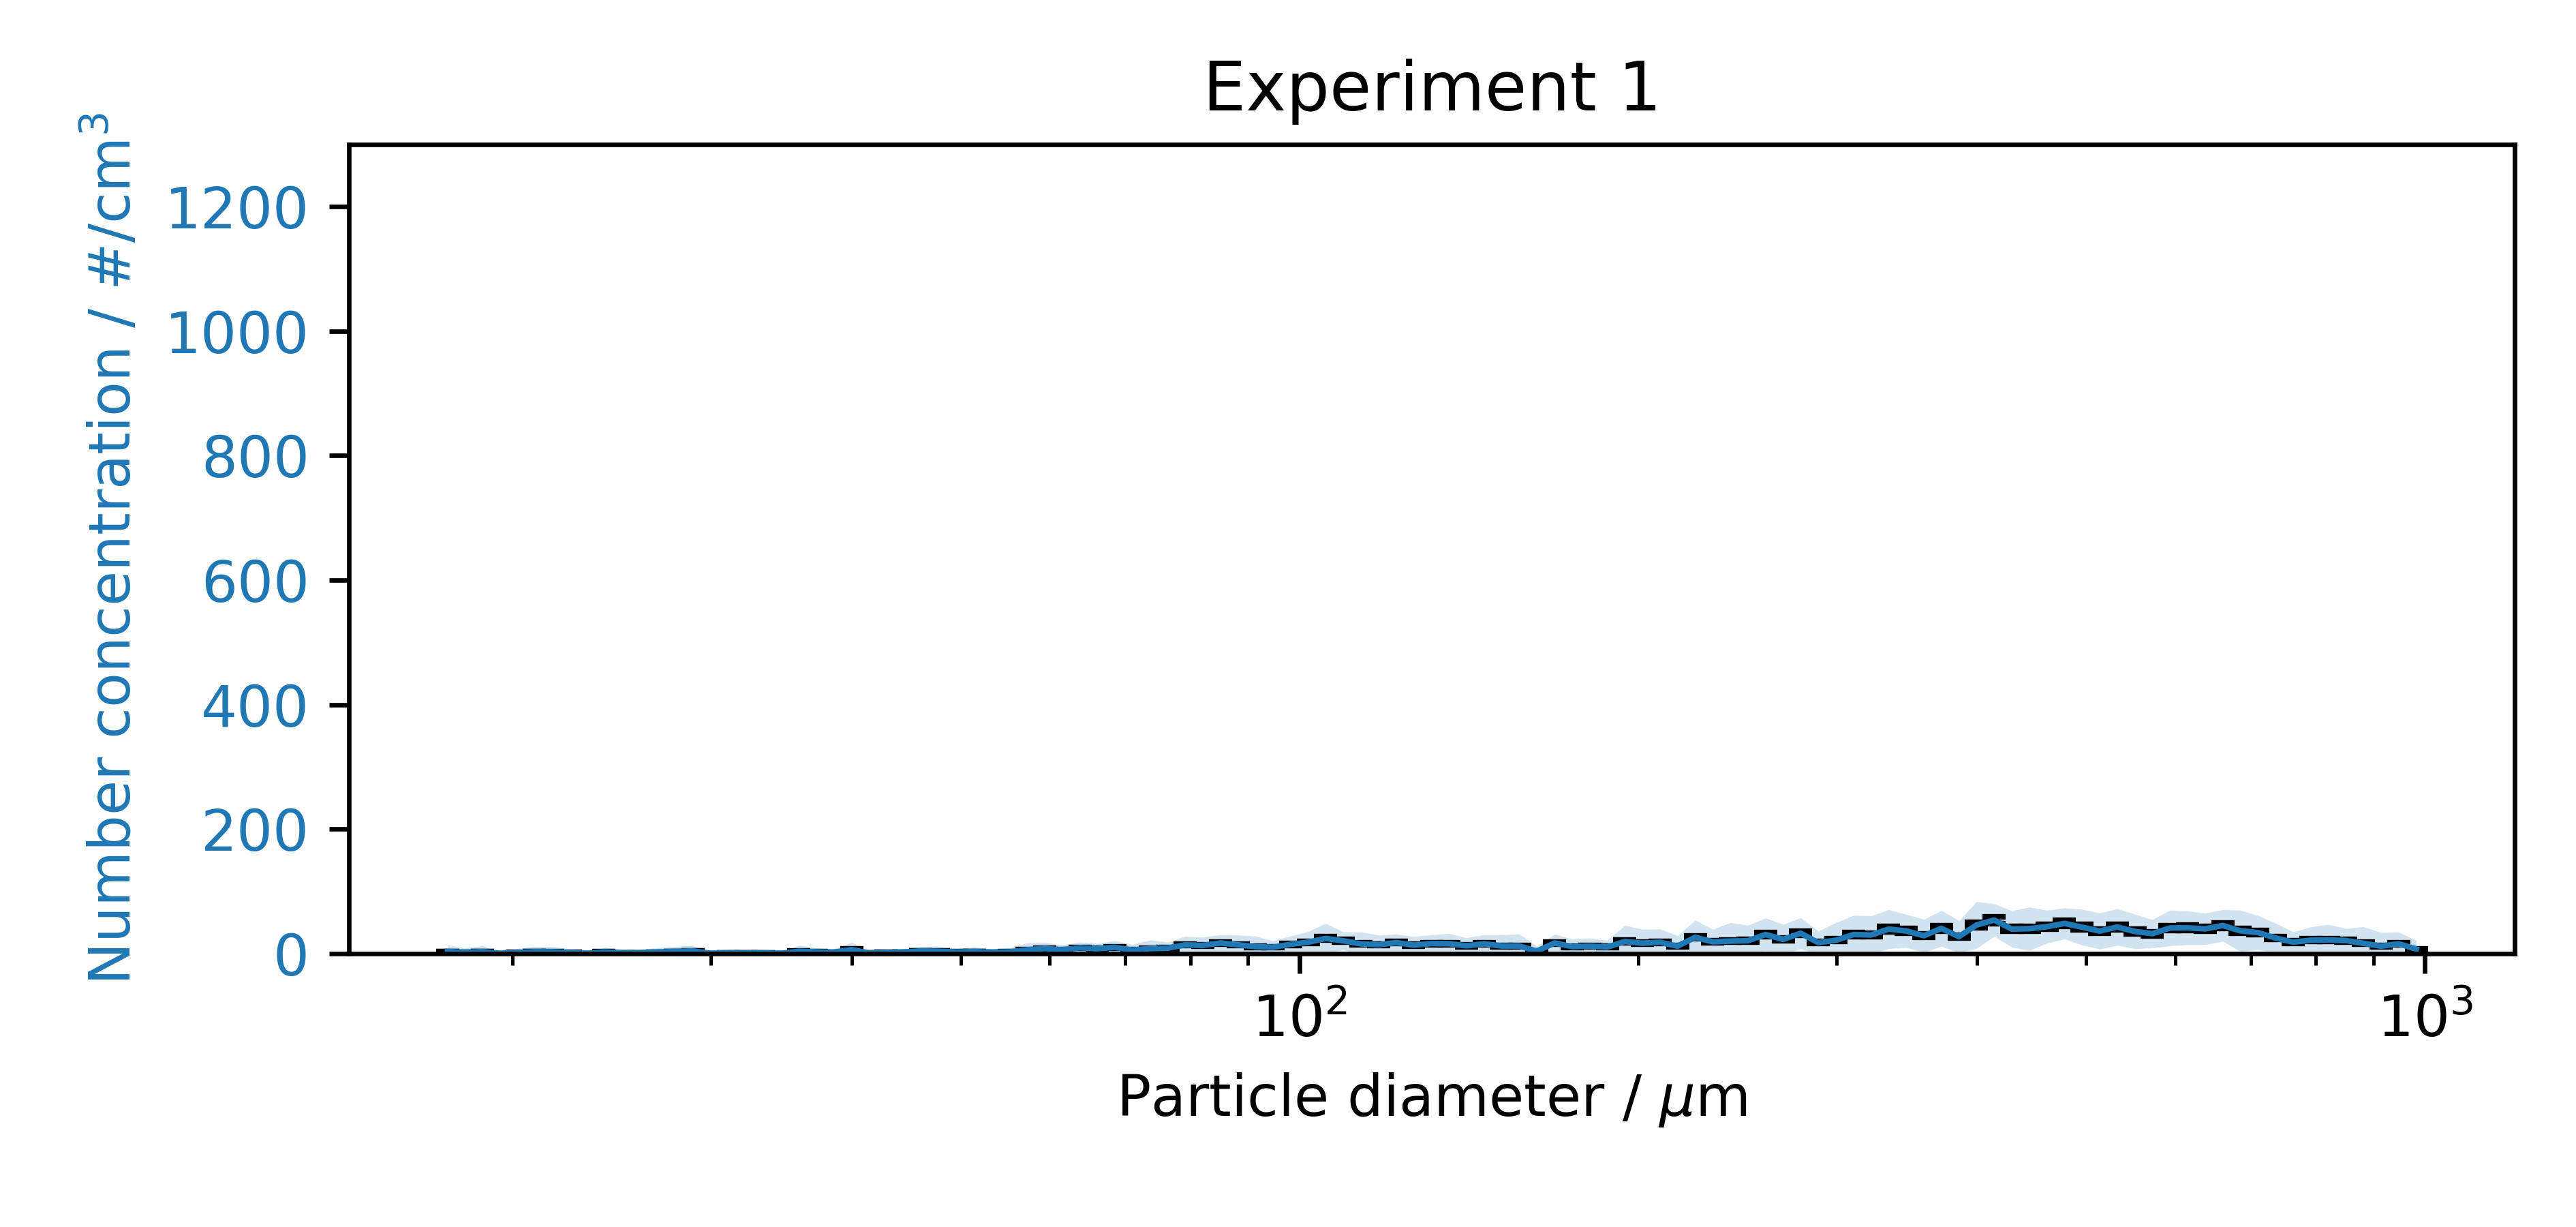 Experiment 1
Number concentration / #/cm³
1200
1000
800
600
400
200
0
10² 10³
Particle diameter / μm